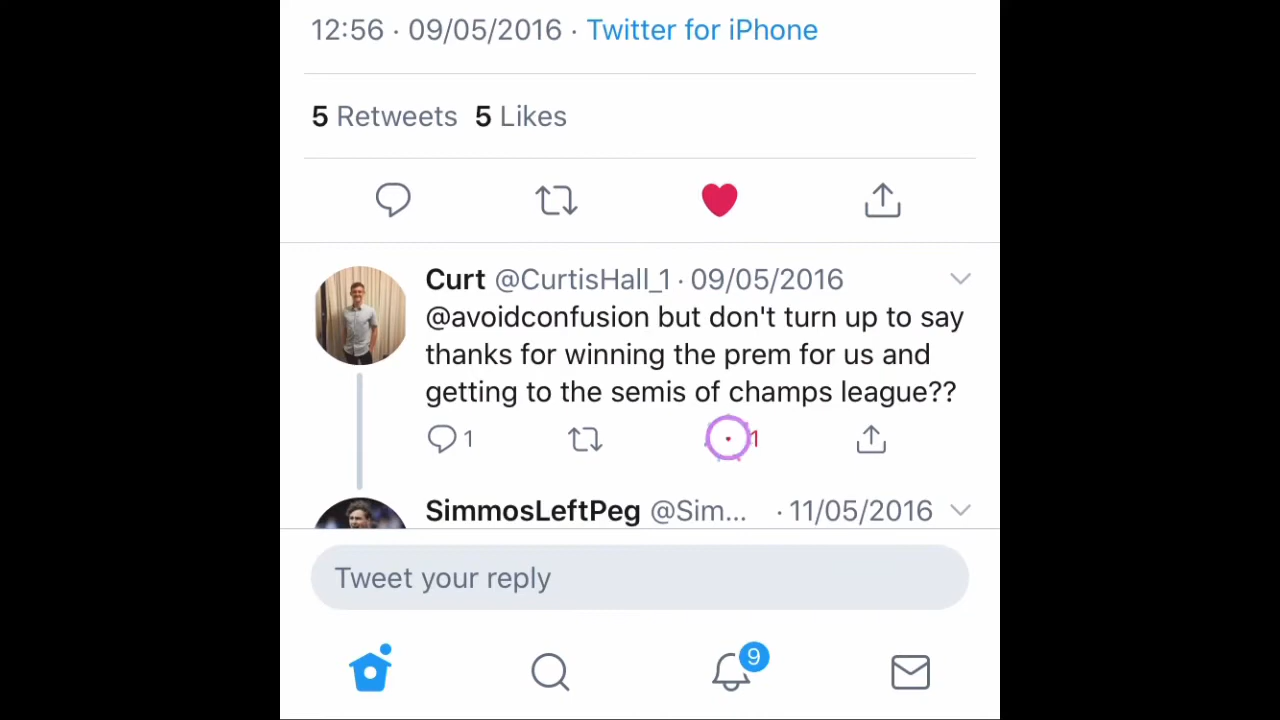 12:56 · 09/05/2016 · Twitter for iPhone
5 Retweets 5 Likes
Curt @CurtisHall_1 · 09/05/2016
@avoidconfusion but don't turn up to say
thanks for winning the prem for us and
getting to the semis of champs league??
1 1
SimmosLeftPeg @Sim... · 11/05/2016
Tweet your reply
9